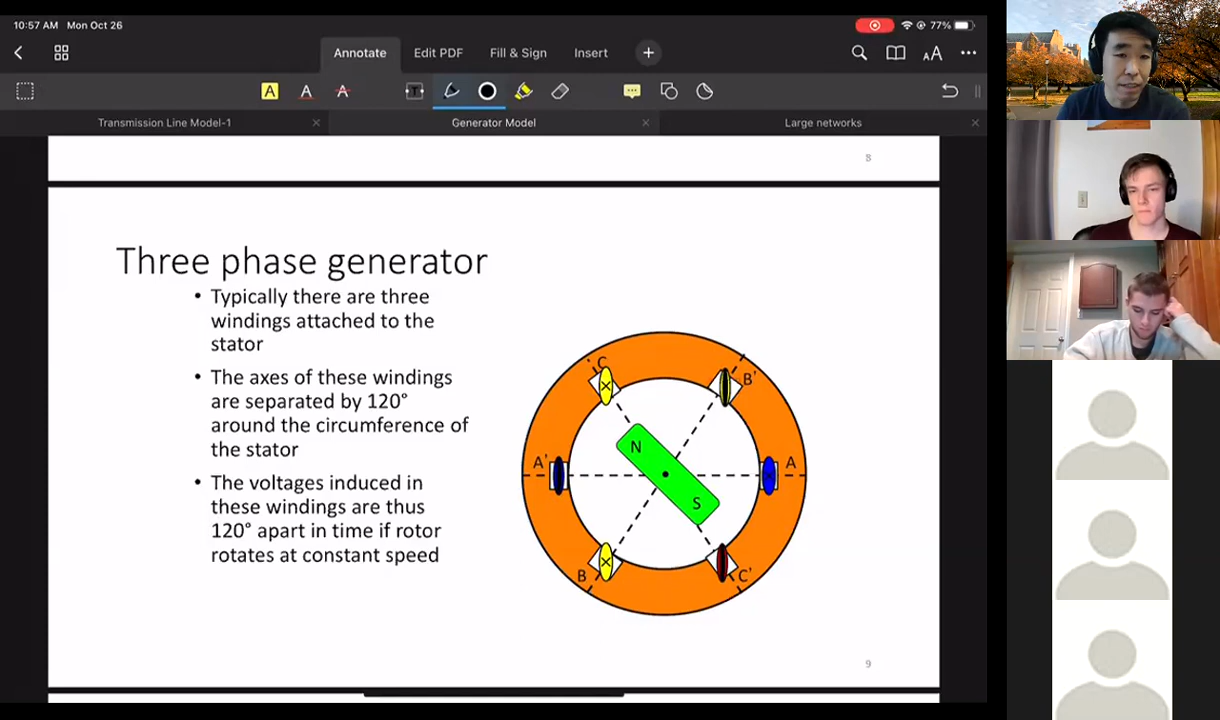 10:57 AM Mon Oct 26
77%
Annotate Edit PDF Fill & Sign Insert +
AA
A A A T
Transmission Line Model-1 × Generator Model × Large networks ×
8
Three phase generator
• Typically there are three
windings attached to the
stator
• The axes of these windings
are separated by 120°
around the circumference of
the stator
• The voltages induced in
these windings are thus
120° apart in time if rotor
rotates at constant speed
C
B'
N
A'
A
S
B
C'
9